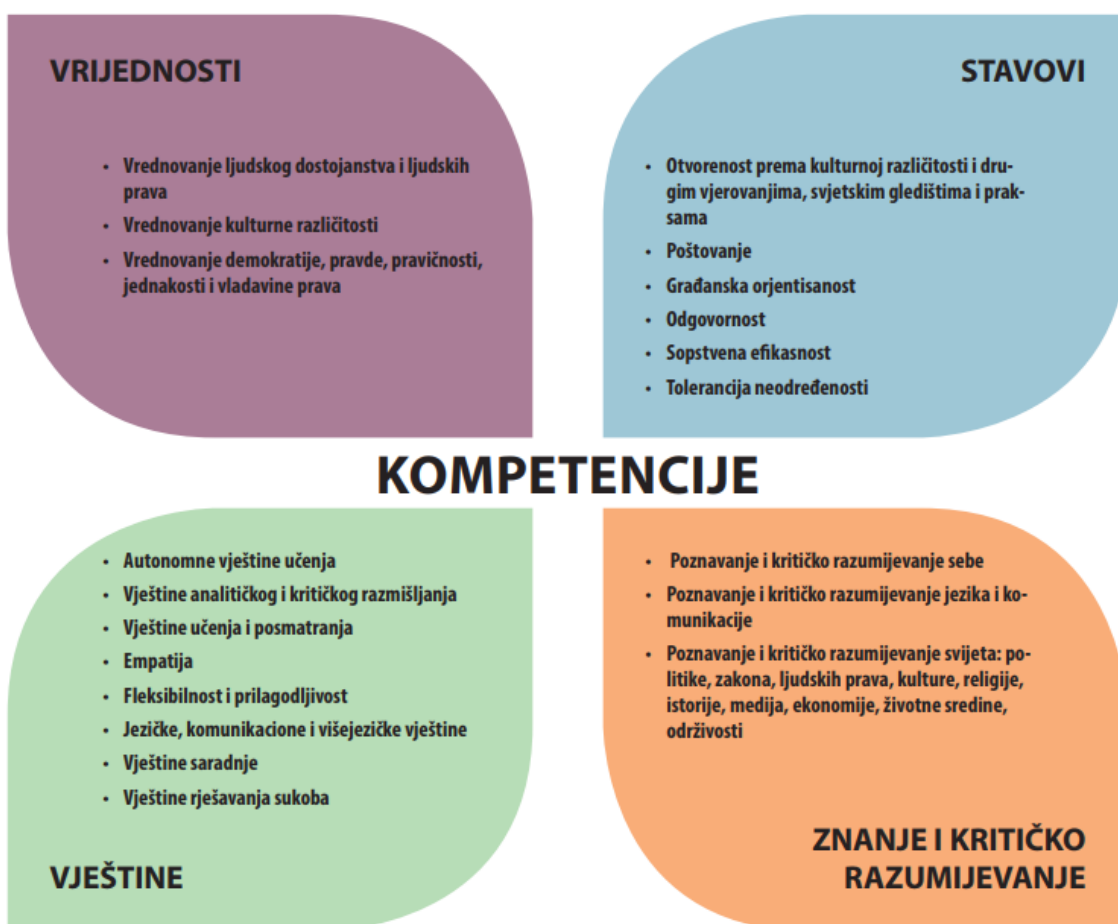 VRIJEDNOSTI
• Vrednovanje ljudskog dostojanstva i ljudskih
prava
• Vrednovanje kulturne različitosti
• Vrednovanje demokratije, pravde, pravičnosti,
jednakosti i vladavine prava
STAVOVI
• Otvorenost prema kulturnoj različitosti i dru-
gim vjerovanjima, svjetskim gledištima i prak-
sama
• Poštovanje
• Građanska orjentisanost
• Odgovornost
• Sopstvena efikasnost
• Tolerancija neodređenosti
KOMPETENCIJE
• Autonomne vještine učenja
• Vještine analitičkog i kritičkog razmišljanja
• Vještine učenja i posmatranja
• Empatija
• Fleksibilnost i prilagodljivost
• Jezičke, komunikacione i višejezičke vještine
• Vještine saradnje
• Vještine rješavanja sukoba
VJEŠTINE
• Poznavanje i kritičko razumijevanje sebe
• Poznavanje i kritičko razumijevanje jezika i ko-
munikacije
• Poznavanje i kritičko razumijevanje svijeta: po-
litike, zakona, ljudskih prava, kulture, religije,
istorije, medija, ekonomije, životne sredine,
održivosti
ZNANJE I KRITIČKO
RAZUMIJEVANJE